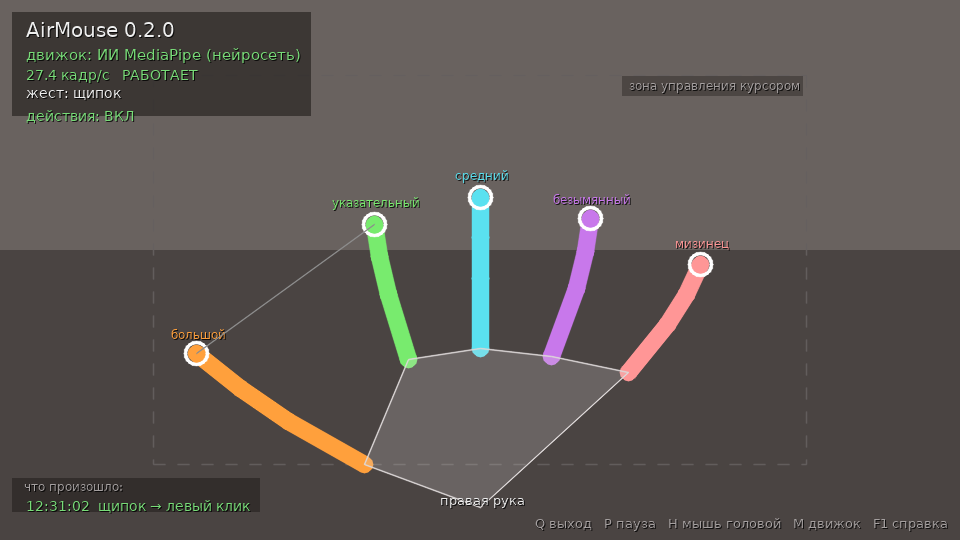 AirMouse 0.2.0
движок: ИИ MediaPipe (нейросеть)
27.4 кадр/с   РАБОТАЕТ
жест: щипок
действия: ВКЛ
зона управления курсором
средний
указательный
безымянный
мизинец
большой
правая рука
что произошло:
12:31:02  щипок → левый клик
Q выход   P пауза   H мышь головой   M движок   F1 справка